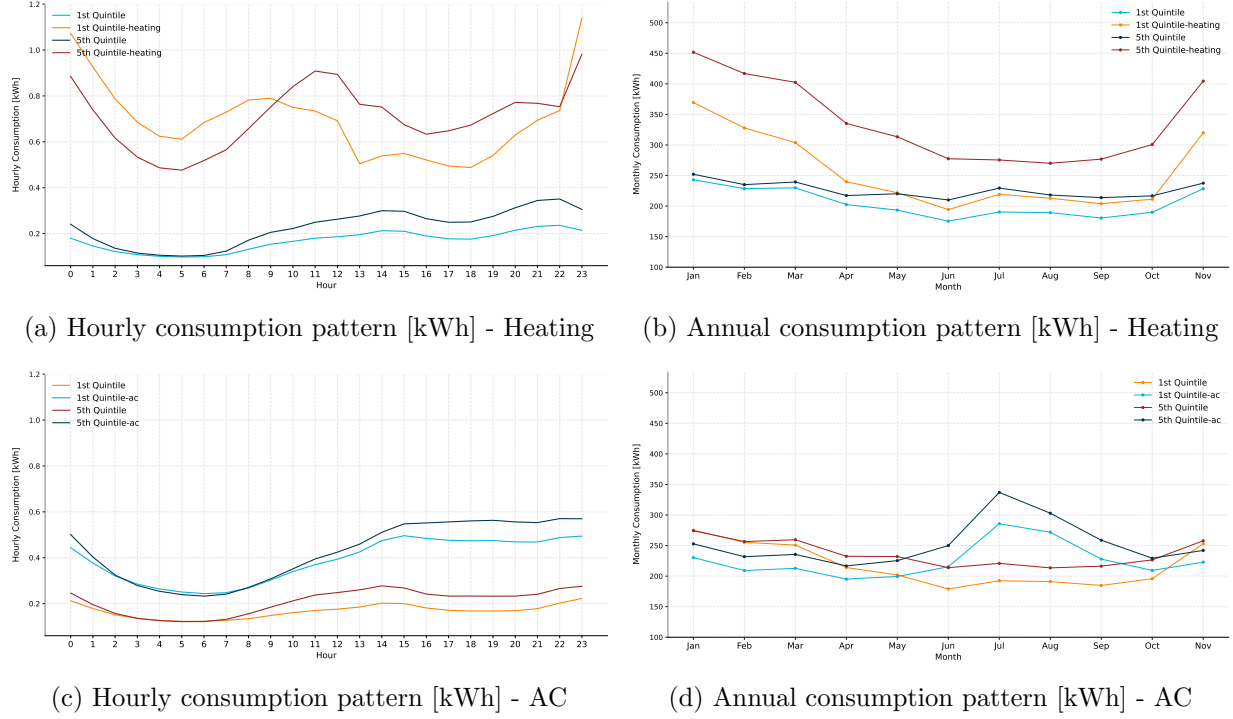 1.2
1.0
0.8
0.6
0.4
0.2
Hourly Consumption [kWh]
1st Quintile
1st Quintile-heating
5th Quintile
5th Quintile-heating
0 1 2 3 4 5 6 7 8 9 10 11 12 13 14 15 16 17 18 19 20 21 22 23
Hour
(a) Hourly consumption pattern [kWh] - Heating
500
450
400
350
300
250
200
150
100
Monthly Consumption [kWh]
1st Quintile
1st Quintile-heating
5th Quintile
5th Quintile-heating
Jan Feb Mar Apr May Jun Jul Aug Sep Oct Nov
Month
(b) Annual consumption pattern [kWh] - Heating
1.2
1.0
0.8
0.6
0.4
0.2
Hourly Consumption [kWh]
1st Quintile
1st Quintile-ac
5th Quintile
5th Quintile-ac
0 1 2 3 4 5 6 7 8 9 10 11 12 13 14 15 16 17 18 19 20 21 22 23
Hour
(c) Hourly consumption pattern [kWh] - AC
500
450
400
350
300
250
200
150
100
Monthly Consumption [kWh]
1st Quintile
1st Quintile-ac
5th Quintile
5th Quintile-ac
Jan Feb Mar Apr May Jun Jul Aug Sep Oct Nov
Month
(d) Annual consumption pattern [kWh] - AC